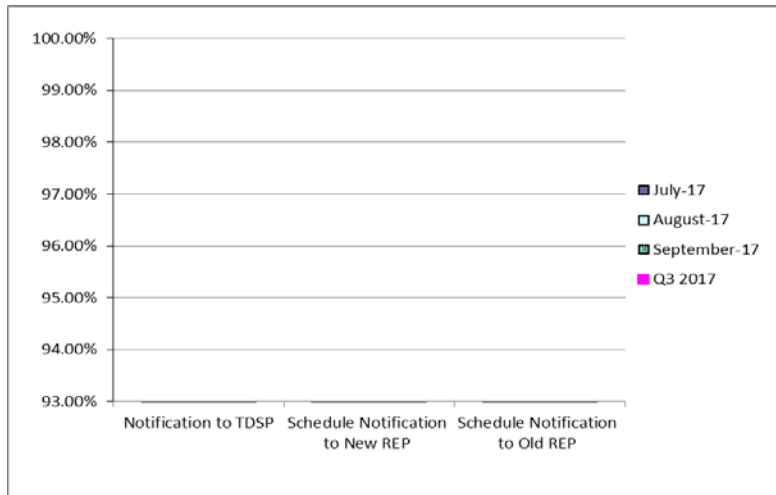 100.00%
99.00%
98.00%
97.00%
96.00%
95.00%
94.00%
93.00%
Notification to TDSP
Schedule Notification
to New REP
Schedule Notification
to Old REP
July-17
August-17
September-17
Q3 2017